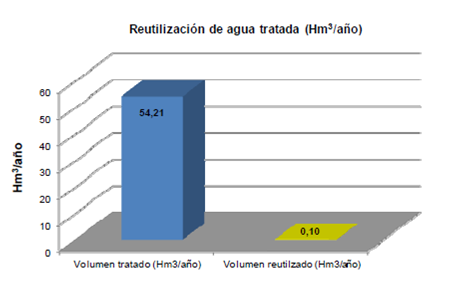 Reutilización de agua tratada (Hm3/año)
60
50
40
30
20
10
0
Hm3/año
54,21
0,10
Volumen tratado (Hm3/año)
Volumen reutilzado (Hm3/año)